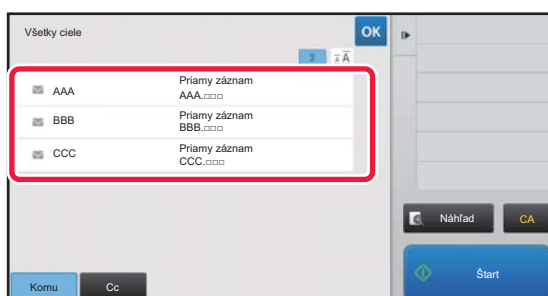 Všetky ciele
OK
3
AAA
Priamy záznam
AAA.□□□
BBB
Priamy záznam
BBB.□□□
CCC
Priamy záznam
CCC.□□□
Náhľad
CA
Štart
Komu
Cc